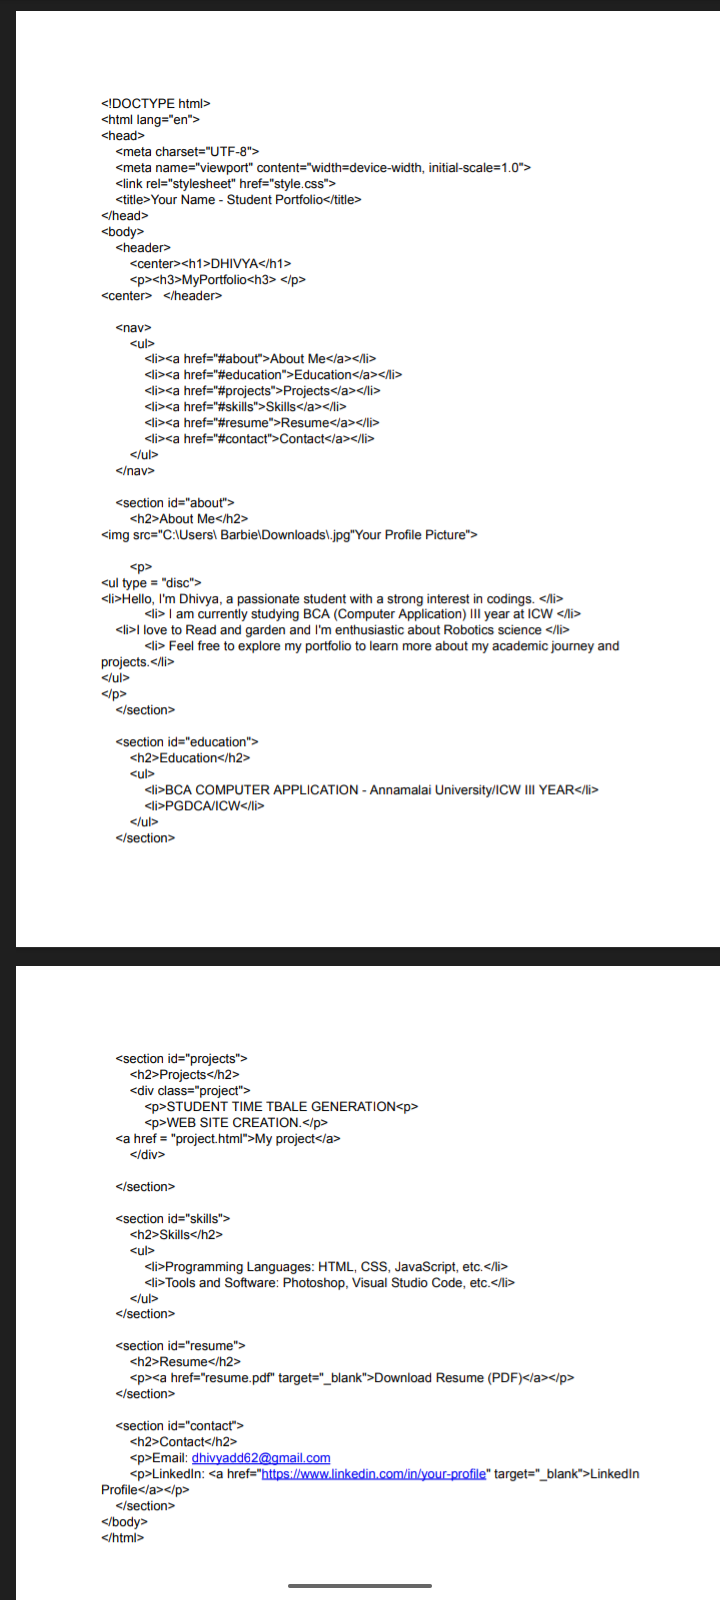 <!DOCTYPE html>
<html lang="en">
<head>
<meta charset="UTF-8">
<meta name="viewport" content="width=device-width, initial-scale=1.0">
<link rel="stylesheet" href="style.css">
<title>Your Name - Student Portfolio</title>
</head>
<body>
<header>
<center><h1>DHIVYA</h1>
<p><h3>MyPortfolio<h3> </p>
<center>   </header>
<nav>
<ul>
<li><a href="#about">About Me</a></li>
<li><a href="#education">Education</a></li>
<li><a href="#projects">Projects</a></li>
<li><a href="#skills">Skills</a></li>
<li><a href="#resume">Resume</a></li>
<li><a href="#contact">Contact</a></li>
</ul>
</nav>
<section id="about">
<h2>About Me</h2>
<img src="C:\Users\ Barbie\Downloads\.jpg"Your Profile Picture">
<p>
<ul type = "disc">
<li>Hello, I'm Dhivya, a passionate student with a strong interest in codings. </li>
<li> I am currently studying BCA (Computer Application) III year at ICW </li>
<li>I love to Read and garden and I'm enthusiastic about Robotics science </li>
<li> Feel free to explore my portfolio to learn more about my academic journey and
projects.</li>
</ul>
</p>
</section>
<section id="education">
<h2>Education</h2>
<ul>
<li>BCA COMPUTER APPLICATION - Annamalai University/ICW III YEAR</li>
<li>PGDCA/ICW</li>
</ul>
</section>
<section id="projects">
<h2>Projects</h2>
<div class="project">
<p>STUDENT TIME TBALE GENERATION<p>
<p>WEB SITE CREATION.</p>
<a href = "project.html">My project</a>
</div>
</section>
<section id="skills">
<h2>Skills</h2>
<ul>
<li>Programming Languages: HTML, CSS, JavaScript, etc.</li>
<li>Tools and Software: Photoshop, Visual Studio Code, etc.</li>
</ul>
</section>
<section id="resume">
<h2>Resume</h2>
<p><a href="resume.pdf" target="_blank">Download Resume (PDF)</a></p>
</section>
<section id="contact">
<h2>Contact</h2>
<p>Email: dhivyadd62@gmail.com
<p>LinkedIn: <a href="https://www.linkedin.com/in/your-profile" target="_blank">LinkedIn
Profile</a></p>
</section>
</body>
</html>